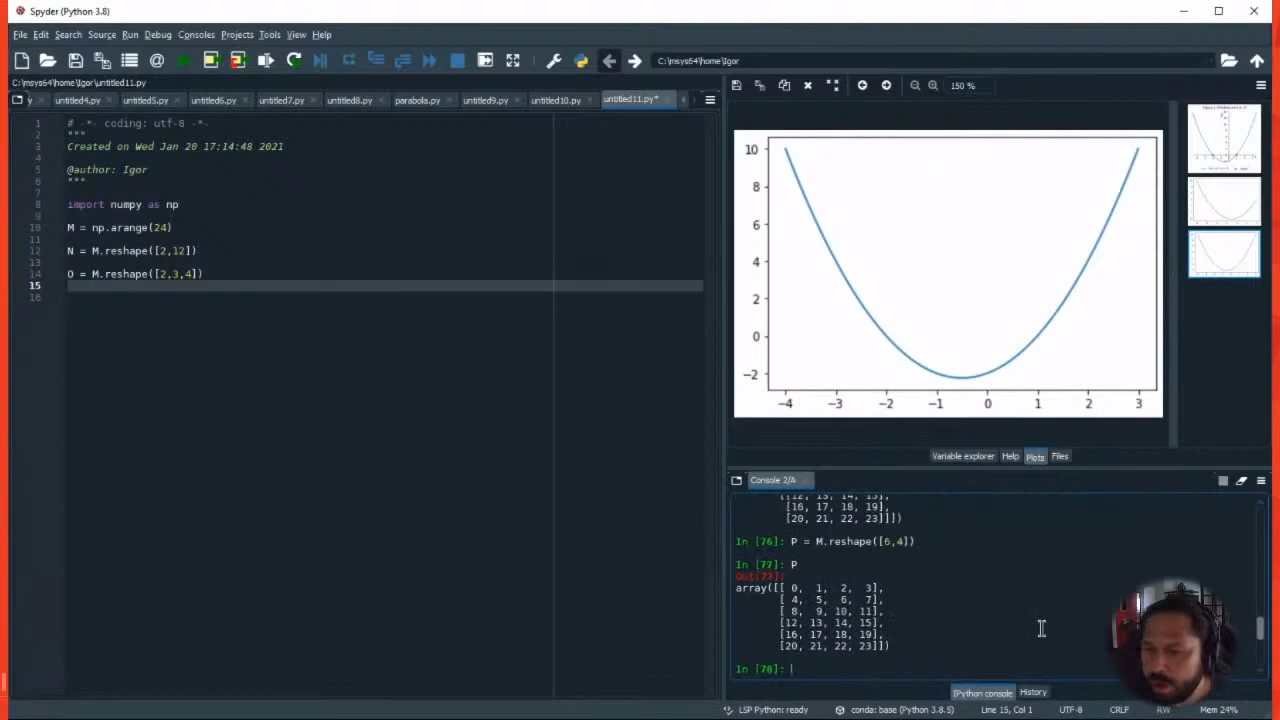 Spyder (Python 3.8)
File Edit Search Source Run Debug Consoles Projects Tools View Help
C:\msys64\home\Igor
C:\msys64\home\Igor\untitled11.py
y untitled4.py untitled5.py untitled6.py untitled7.py untitled8.py parabola.py untitled9.py untitled10.py untitled11.py*
1 # -*- coding: utf-8 -*-
2 """
3 Created on Wed Jan 20 17:14:48 2021
4
5 @author: Igor
6 """
7
8 import numpy as np
9
10 M = np.arange(24)
11
12 N = M.reshape([2,12])
13
14 O = M.reshape([2,3,4])
15
16
150 %
10
8
6
4
2
0
−2
−4 −3 −2 −1 0 1 2 3
Variable explorer Help Plots Files
Console 2/A
[[12, 13, 14, 15],
[16, 17, 18, 19],
[20, 21, 22, 23]]])
In [76]: P = M.reshape([6,4])
In [77]: P
Out[77]:
array([[ 0, 1, 2, 3],
[ 4, 5, 6, 7],
[ 8, 9, 10, 11],
[12, 13, 14, 15],
[16, 17, 18, 19],
[20, 21, 22, 23]])
In [78]:
IPython console History
LSP Python: ready conda: base (Python 3.8.5) Line 15, Col 1 UTF-8 CRLF RW Mem 24%